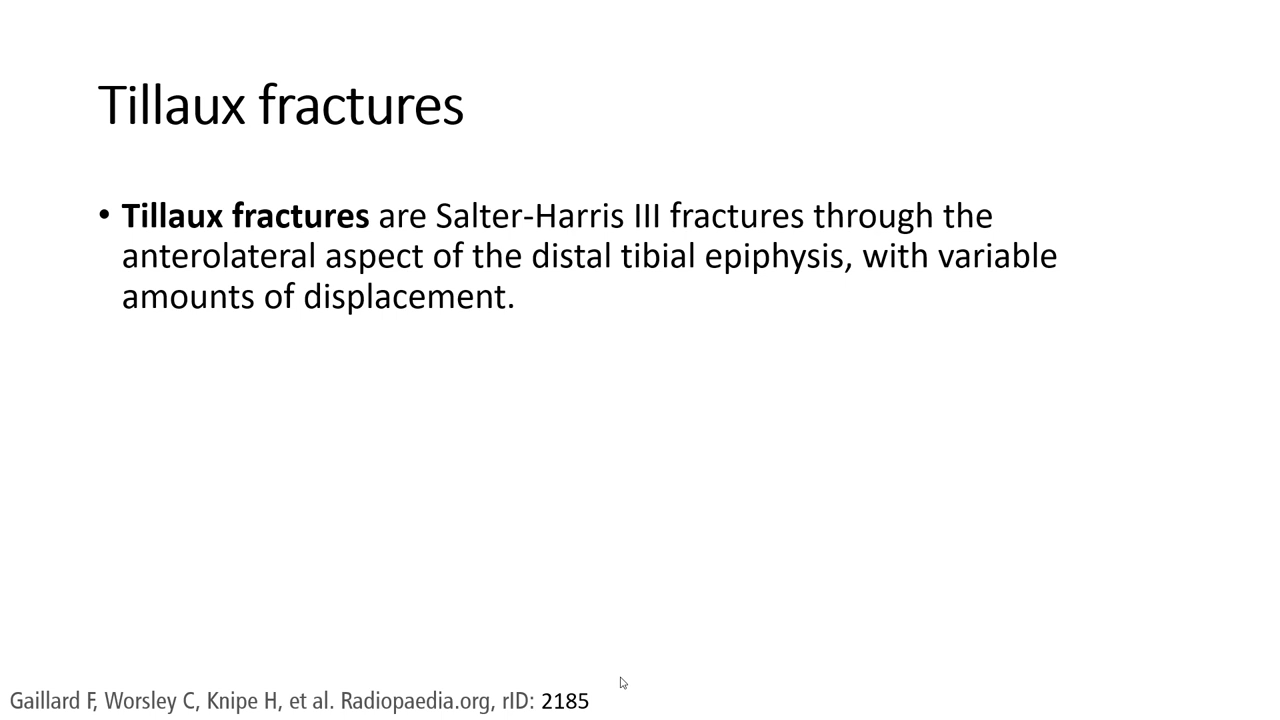 Tillaux fractures
• Tillaux fractures are Salter-Harris III fractures through the
anterolateral aspect of the distal tibial epiphysis, with variable
amounts of displacement.
Gaillard F, Worsley C, Knipe H, et al. Radiopaedia.org, rID: 2185